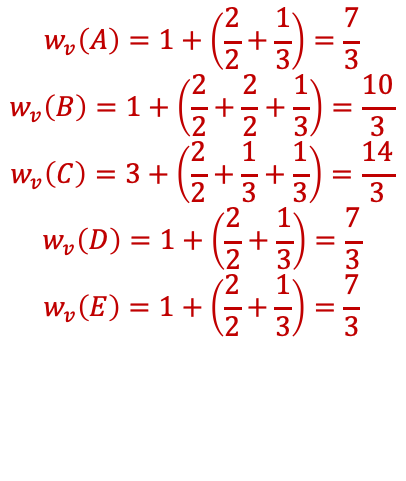 w_v(A) = 1 + (2/2 + 1/3) = 7/3
w_v(B) = 1 + (2/2 + 2/2 + 1/3) = 10/3
w_v(C) = 3 + (2/2 + 1/3 + 1/3) = 14/3
w_v(D) = 1 + (2/2 + 1/3) = 7/3
w_v(E) = 1 + (2/2 + 1/3) = 7/3